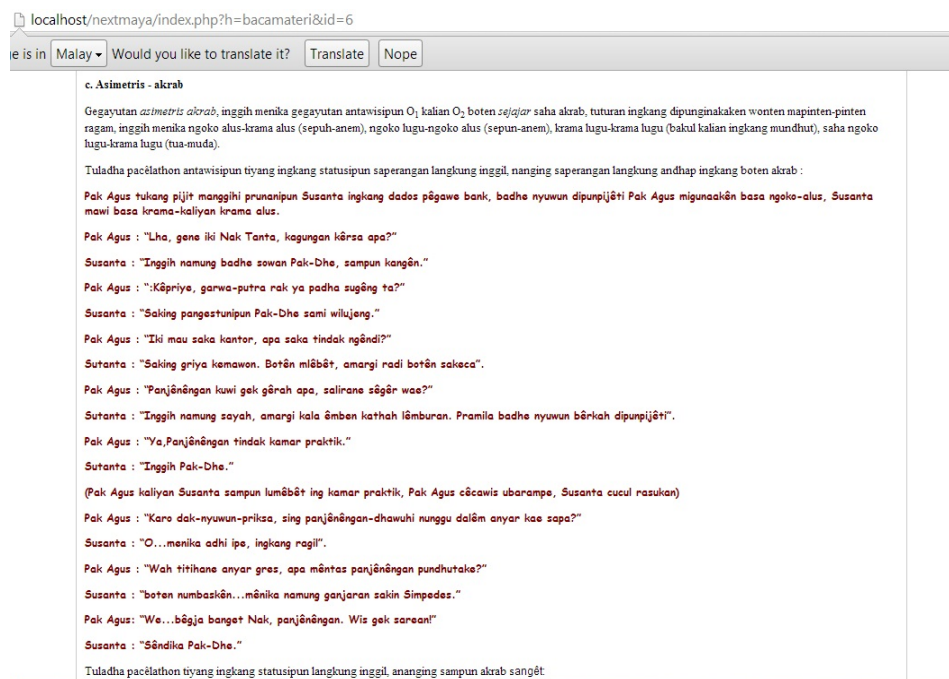 localhost/nextmaya/index.php?h=bacamateri&id=6
e is in Malay Would you like to translate it? Translate Nope
c. Asimetris - akrab
Gegayutan asimetris akrab, inggih menika gegayutan antawisipun O1 kalian O2 boten sejajar saha akrab, tuturan ingkang dipunginakaken wonten mapinten-pinten
ragam, inggih menika ngoko alus-krama alus (sepuh-anem), ngoko lugu-ngoko alus (sepun-anem), krama lugu-krama lugu (bakul kalian ingkang mundhut), saha ngoko
lugu-krama lugu (tua-muda).
Tuladha pacêlathon antawisipun tiyang ingkang statusipun saperangan langkung inggil, nanging saperangan langkung andhap ingkang boten akrab :
Pak Agus tukang pijit manggihi prunanipun Susanta ingkang dados pêgawe bank, badhe nyuwun dipunpijêti Pak Agus migunaakên basa ngoko-alus, Susanta
mawi basa krama-kaliyan krama alus.
Pak Agus : "Lha, gene iki Nak Tanta, kagungan kêrsa apa?"
Susanta : "Inggih namung badhe sowan Pak-Dhe, sampun kangên."
Pak Agus : ":Kêpriye, garwa-putra rak ya padha sugêng ta?"
Susanta : "Saking pangestunipun Pak-Dhe sami wilujeng."
Pak Agus : "Iki mau saka kantor, apa saka tindak ngêndi?"
Sutanta : "Saking griya kemawon. Botên mlêbêt, amargi radi botên sakeca".
Pak Agus : "Panjênêngan kuwi gek gêrah apa, salirane sêgêr wae?"
Sutanta : "Inggih namung sayah, amargi kala êmben kathah lêmburan. Pramila badhe nyuwun bêrkah dipunpijêti".
Pak Agus : "Ya,Panjênêngan tindak kamar praktik."
Sutanta : "Inggih Pak-Dhe."
(Pak Agus kaliyan Susanta sampun lumêbêt ing kamar praktik, Pak Agus cêcawis ubarampe, Susanta cucul rasukan)
Pak Agus : "Karo dak-nyuwun-priksa, sing panjênêngan-dhawuhi nunggu dalêm anyar kae sapa?"
Susanta : "O...menika adhi ipe, ingkang ragil".
Pak Agus : "Wah titihane anyar gres, apa mêntas panjênêngan pundhutake?"
Susanta : "boten numbaskên...mênika namung ganjaran sakin Simpedes."
Pak Agus: "We...bêgja banget Nak, panjênêngan. Wis gek sarean!"
Susanta : "Sêndika Pak-Dhe."
Tuladha pacêlathon tiyang ingkang statusipun langkung inggil, ananging sampun akrab sangêt: